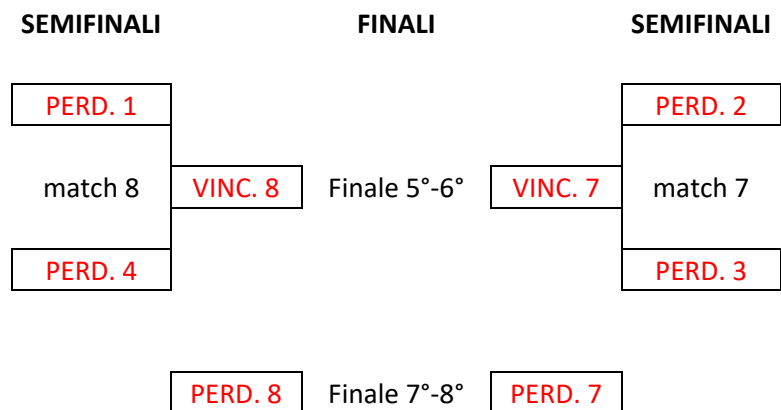 SEMIFINALI FINALI SEMIFINALI
PERD. 1 PERD. 2
match 8 VINC. 8 Finale 5°-6° VINC. 7 match 7
PERD. 4 PERD. 3
PERD. 8 Finale 7°-8° PERD. 7